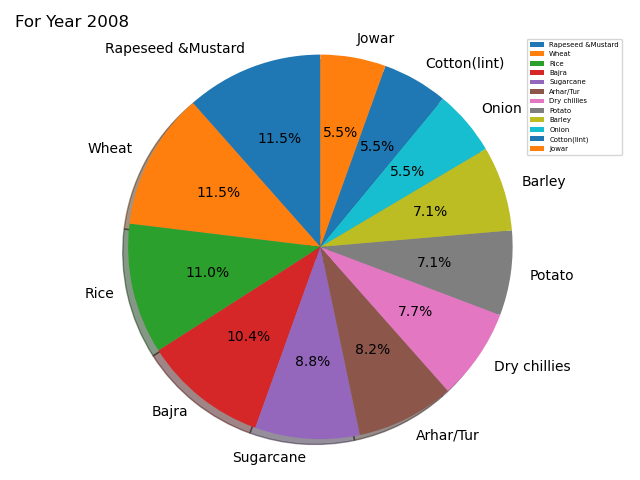 For Year 2008
Rapeseed &Mustard
Wheat
Rice
Bajra
Sugarcane
Arhar/Tur
Dry chillies
Potato
Barley
Onion
Cotton(lint)
Jowar
11.5%
11.5%
11.0%
10.4%
8.8%
8.2%
7.7%
7.1%
7.1%
5.5%
5.5%
5.5%
Rapeseed &Mustard
Wheat
Rice
Bajra
Sugarcane
Arhar/Tur
Dry chillies
Potato
Barley
Onion
Cotton(lint)
Jowar